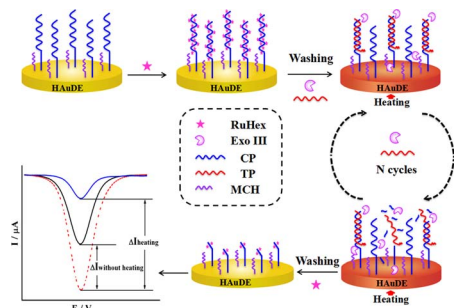 HAuDE
HAuDE
Washing
HAuDE
Heating
RuHex
Exo III
CP
TP
MCH
N cycles
I / μA
ΔIheating
ΔIwithout heating
E / V
Washing
HAuDE
HAuDE
Heating